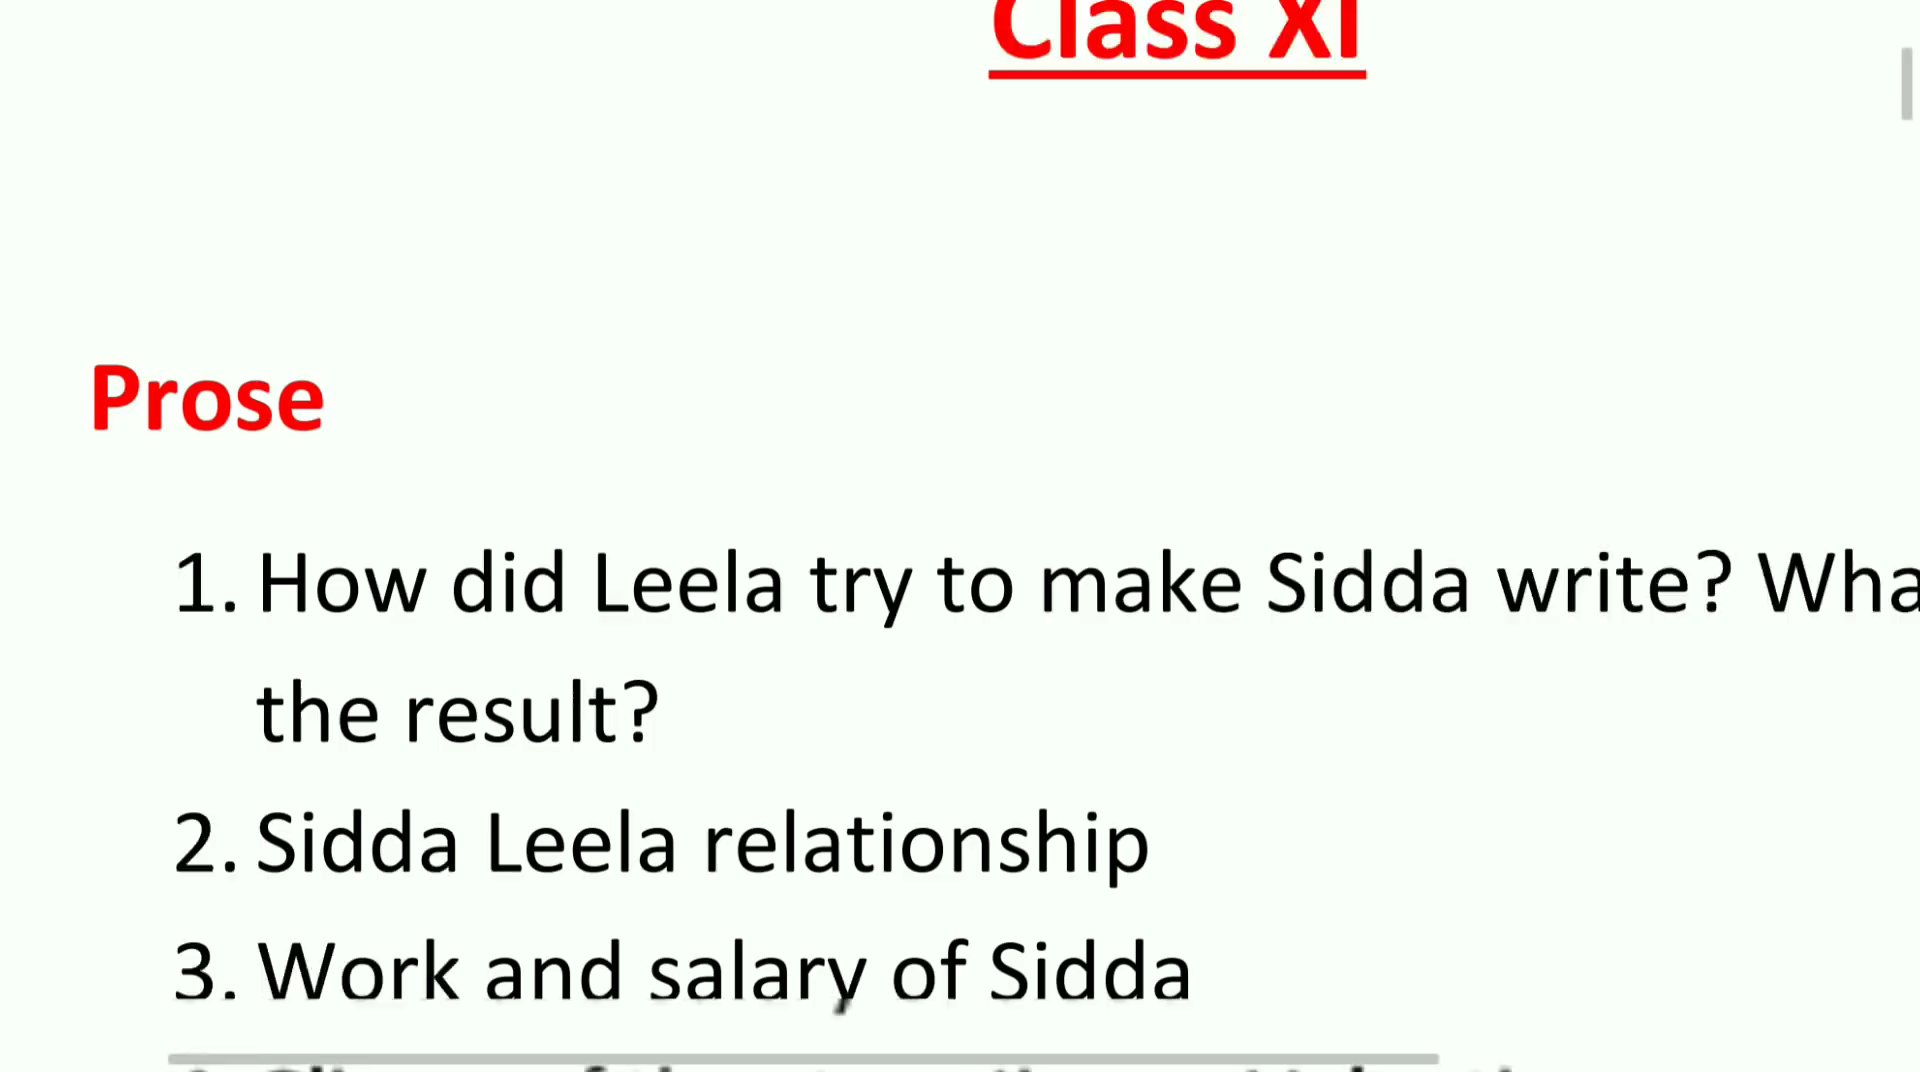 Class XI
Prose
1. How did Leela try to make Sidda write? Wha
the result?
2. Sidda Leela relationship
3. Work and salary of Sidda